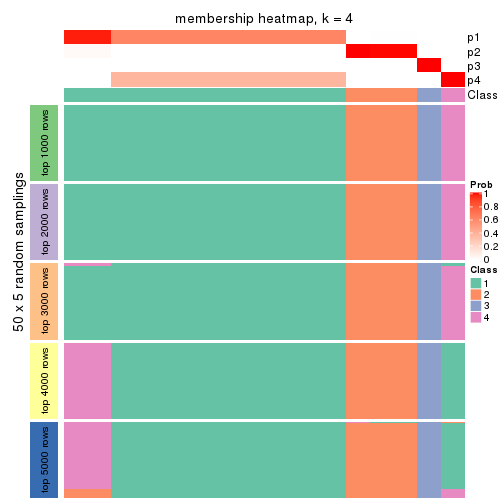 membership heatmap, k = 4
p1
p2
p3
p4
Class
50 x 5 random samplings
top 1000 rows
top 2000 rows
top 3000 rows
top 4000 rows
top 5000 rows
Prob
1
0.8
0.6
0.4
0.2
0
Class
1
2
3
4